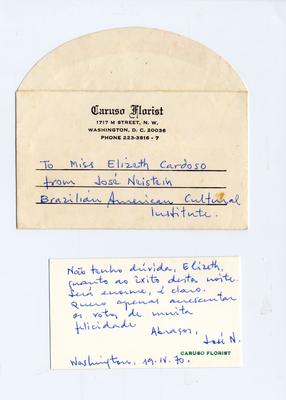 Caruso Florist
1717 M STREET, N. W.
WASHINGTON, D. C. 20036
PHONE 223-3816 - 7
To Miss Elizeth Cardoso
from José Neistein
Brazilian American Cultural
Institute.
Não tenho dúvida, Elizeth,
quanto ao êxito desta noite.
Será enorme, é claro.
Quero apenas acrescentar
os votos de muita
felicidade
Abraços,
José N.
CARUSO FLORIST
Washington, 19.IV.70.